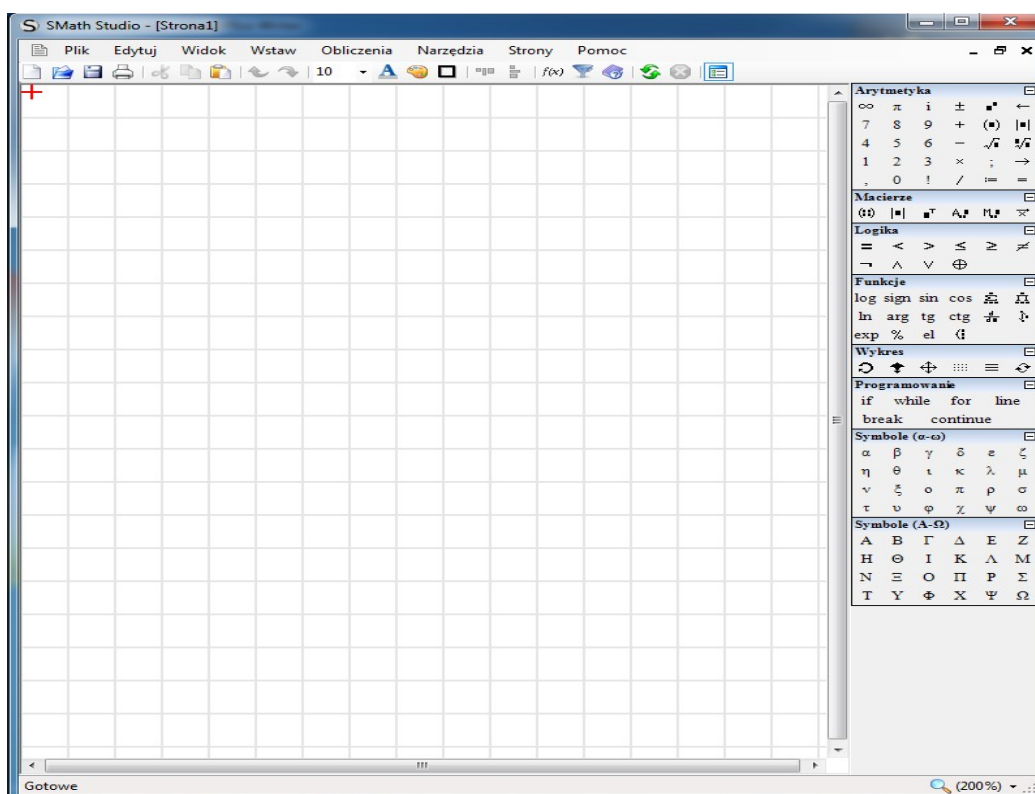 SMath Studio - [Strona1]
Plik Edytuj Widok Wstaw Obliczenia Narzędzia Strony Pomoc
10 A f(x)
Arytmetyka
∞ π i ± ■^■ ←
7 8 9 + (■) |■|
4 5 6 − √■ ■√■
1 2 3 × ; →
, 0 ! / := =
Macierze
|■| ■ᵀ A,■ M,■
Logika
= < > ≤ ≥ ≠
¬ ∧ ∨ ⊕
Funkcje
log sign sin cos
ln arg tg ctg
exp % el
Wykres
Programowanie
if while for line
break continue
Symbole (α-ω)
α β γ δ ε ζ
η θ ι κ λ μ
ν ξ ο π ρ σ
τ υ φ χ ψ ω
Symbole (Α-Ω)
Α Β Γ Δ Ε Ζ
Η Θ Ι Κ Λ Μ
Ν Ξ Ο Π Ρ Σ
Τ Υ Φ Χ Ψ Ω
Gotowe (200%)